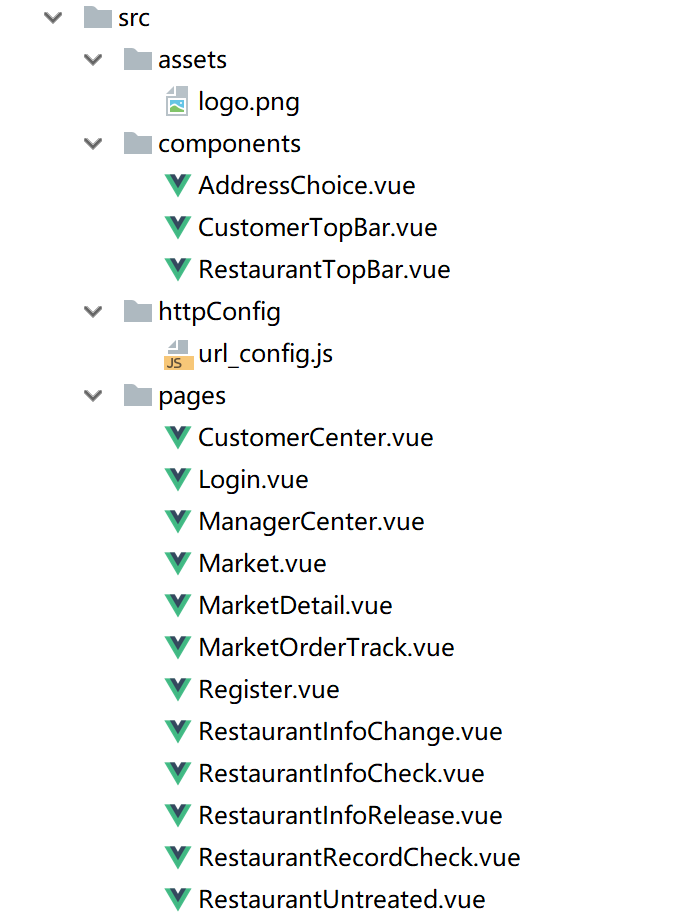 src
assets
logo.png
components
AddressChoice.vue
CustomerTopBar.vue
RestaurantTopBar.vue
httpConfig
JS url_config.js
pages
CustomerCenter.vue
Login.vue
ManagerCenter.vue
Market.vue
MarketDetail.vue
MarketOrderTrack.vue
Register.vue
RestaurantInfoChange.vue
RestaurantInfoCheck.vue
RestaurantInfoRelease.vue
RestaurantRecordCheck.vue
RestaurantUntreated.vue